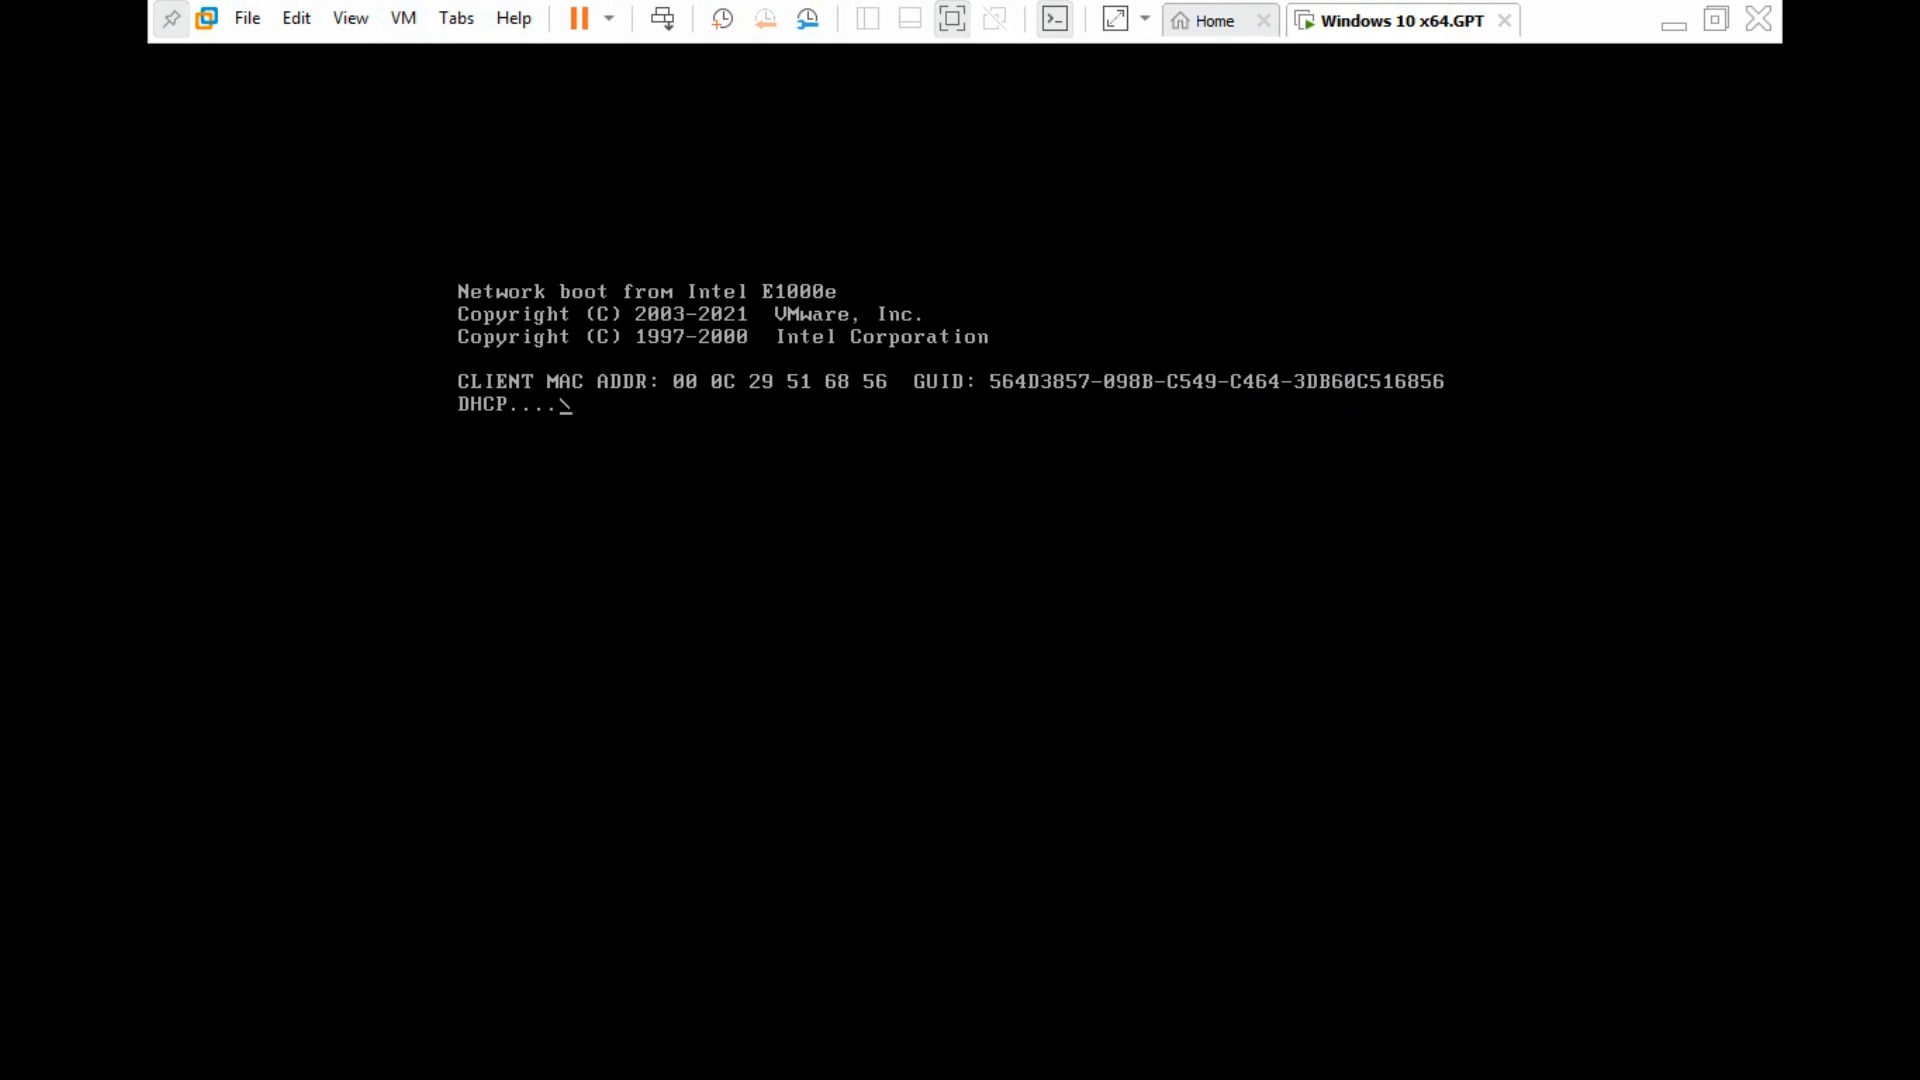 File Edit View VM Tabs Help Home Windows 10 x64.GPT
Network boot from Intel E1000e
Copyright (C) 2003-2021 VMware, Inc.
Copyright (C) 1997-2000 Intel Corporation
CLIENT MAC ADDR: 00 0C 29 51 68 56 GUID: 564D3857-098B-C549-C464-3DB60C516856
DHCP....\